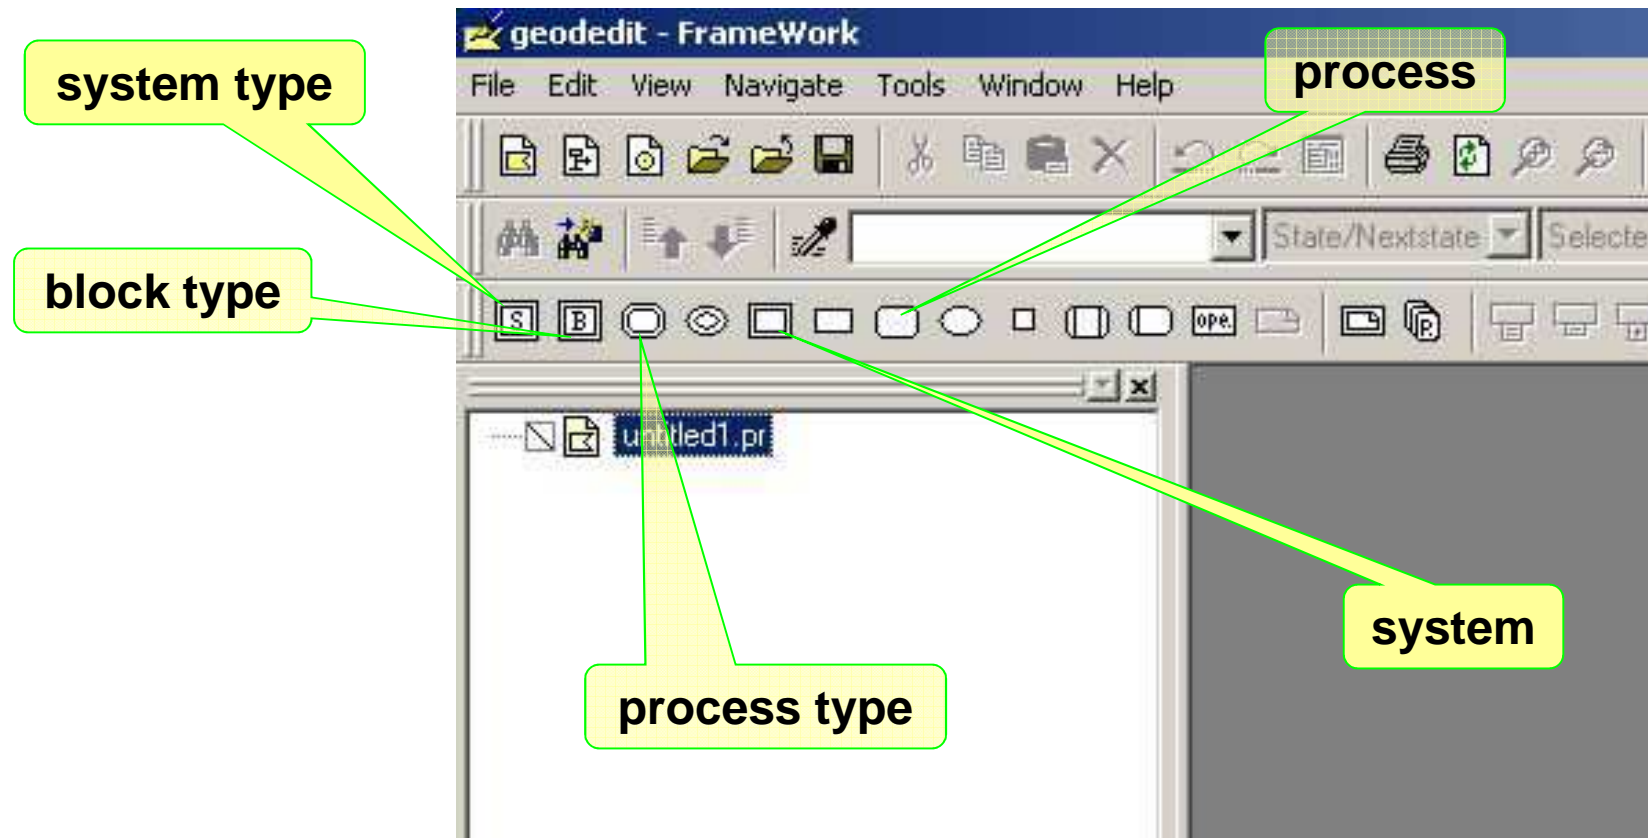 geodedit - FrameWork
system type
process
File Edit View Navigate Tools Window Help
State/Nextstate
Selecte
block type
S B ope. P.
untitled1.pr
system
process type